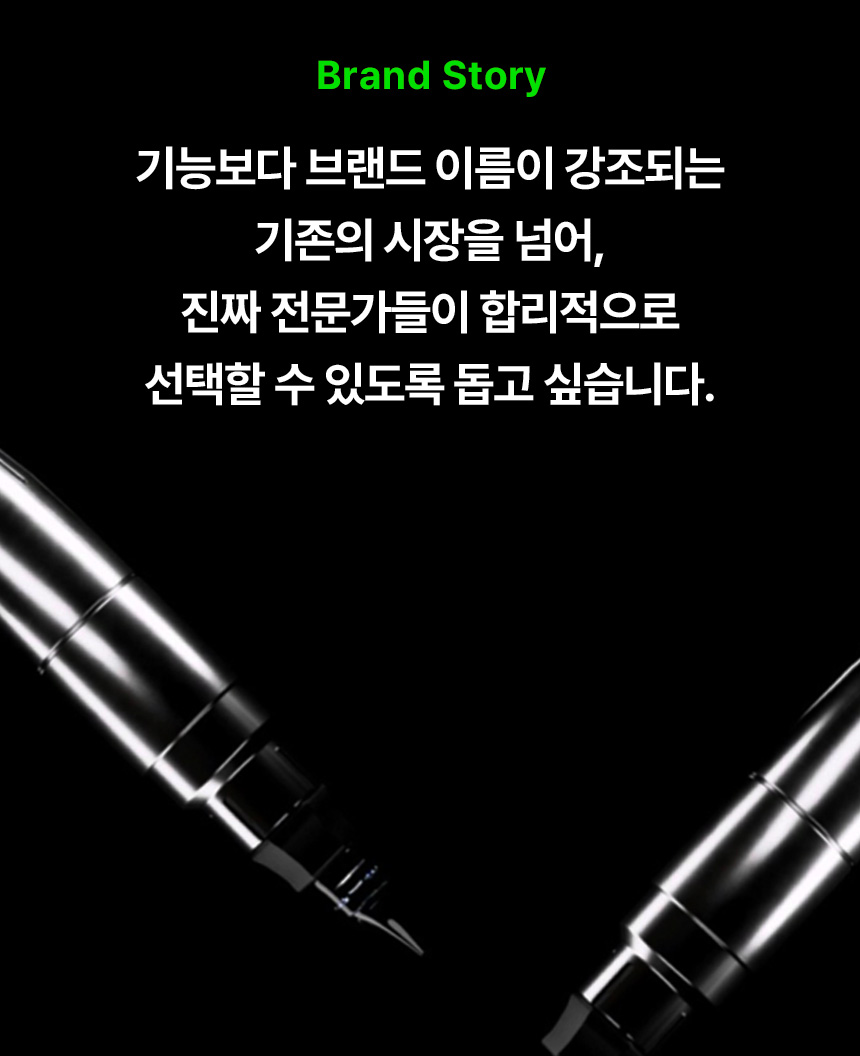 Brand Story
기능보다 브랜드 이름이 강조되는
기존의 시장을 넘어,
진짜 전문가들이 합리적으로
선택할 수 있도록 돕고 싶습니다.